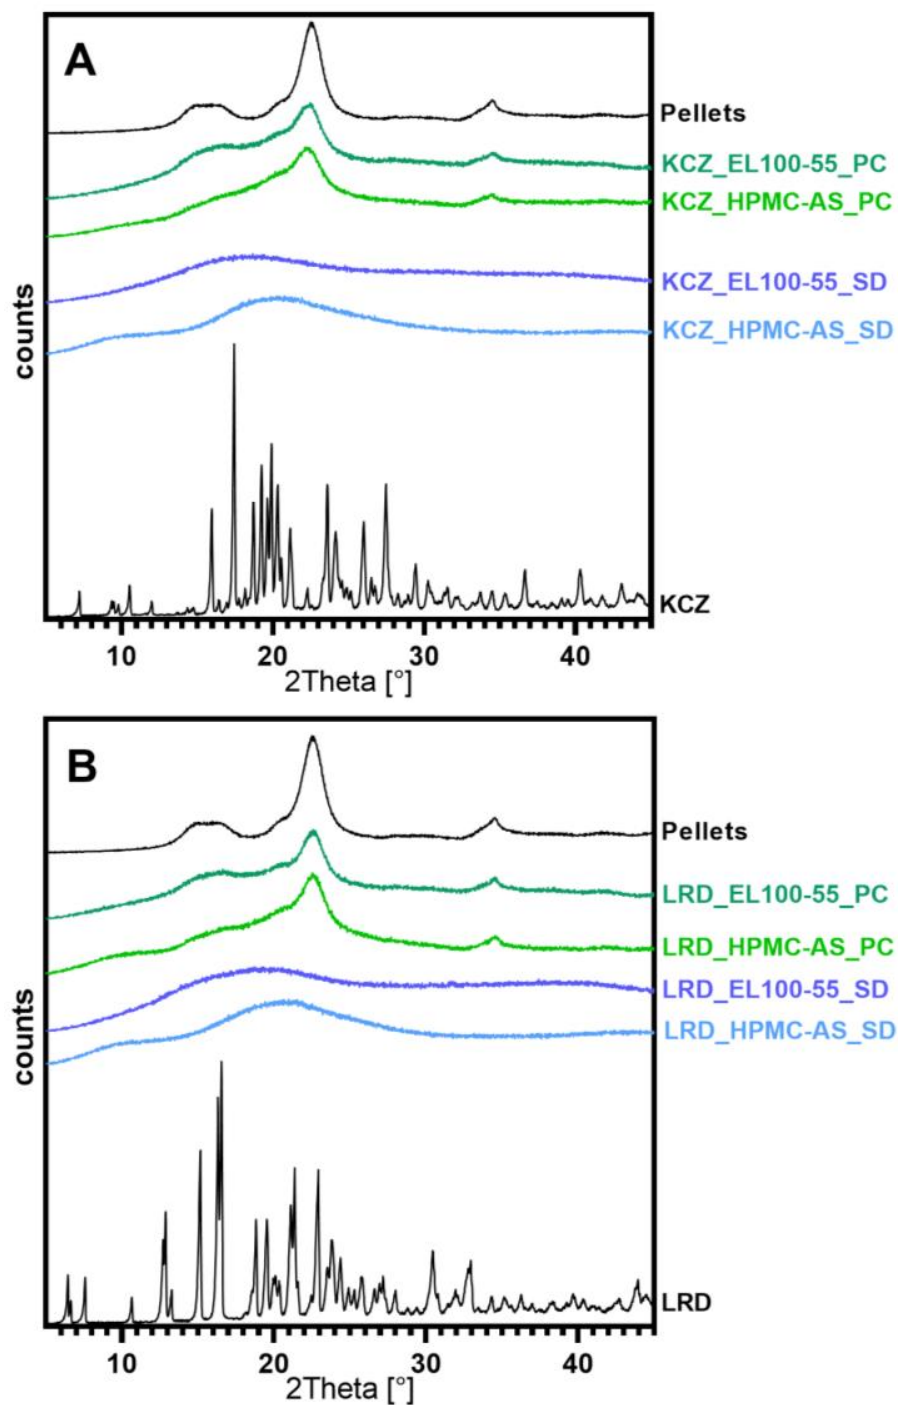 A
Pellets
KCZ_EL100-55_PC
KCZ_HPMC-AS_PC
KCZ_EL100-55_SD
KCZ_HPMC-AS_SD
KCZ
counts
10 20 30 40
2Theta [°]
B
Pellets
LRD_EL100-55_PC
LRD_HPMC-AS_PC
LRD_EL100-55_SD
LRD_HPMC-AS_SD
LRD
counts
10 20 30 40
2Theta [°]